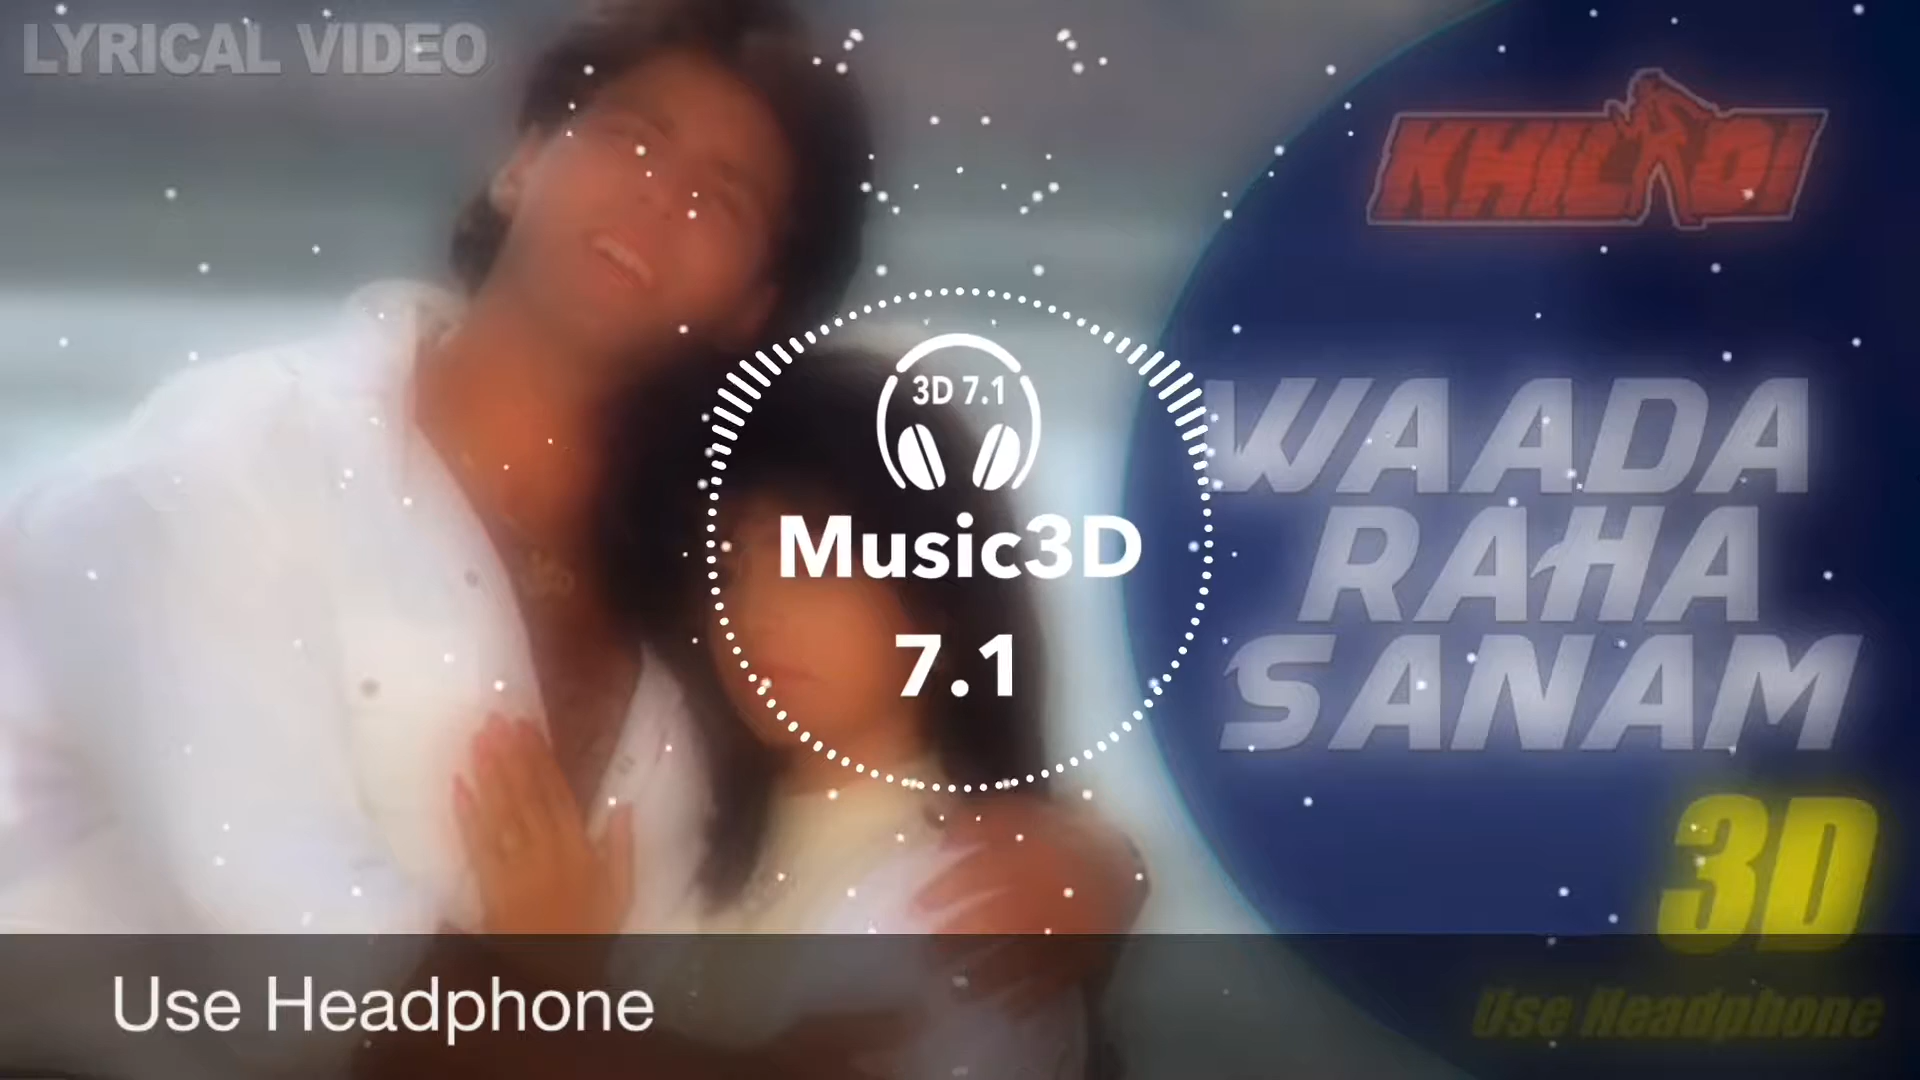 LYRICAL VIDEO
KHILADI
3D 7.1
Music3D
7.1
WAADA
RAHA
SANAM
3D
Use Headphone
Use Headphone